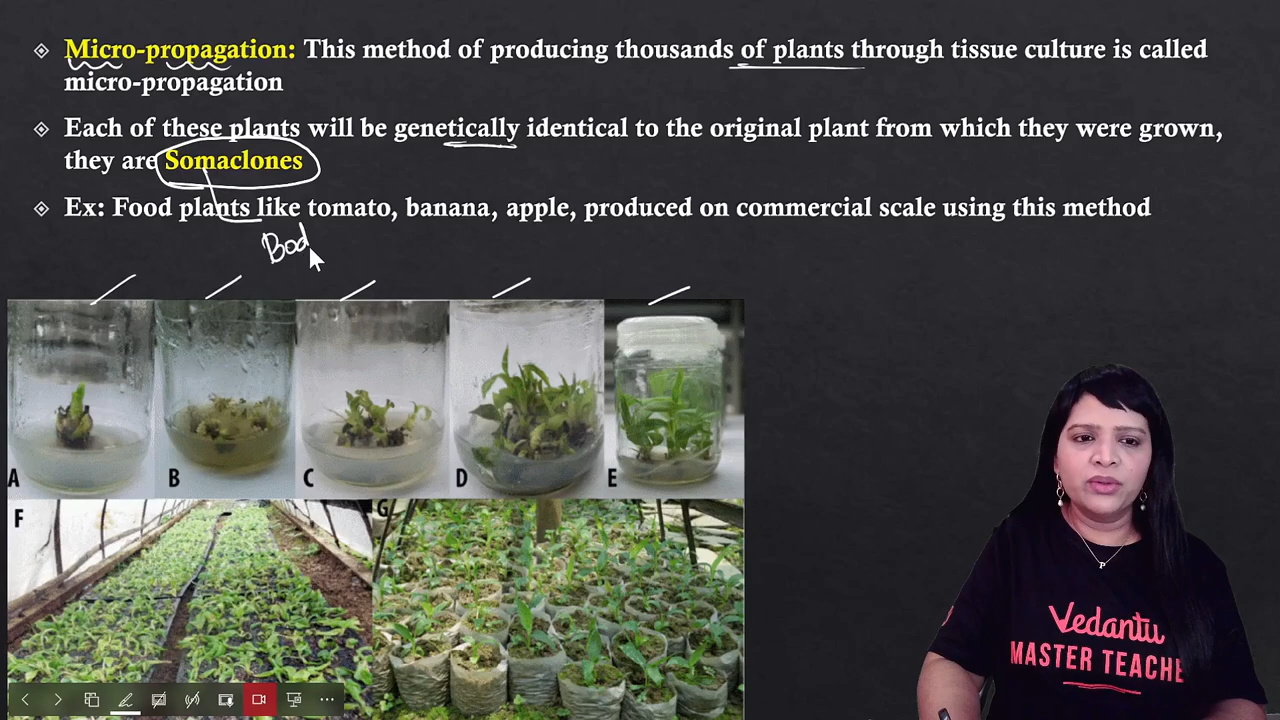 Micro-propagation: This method of producing thousands of plants through tissue culture is called
micro-propagation
Each of these plants will be genetically identical to the original plant from which they were grown,
they are Somaclones
Ex: Food plants like tomato, banana, apple, produced on commercial scale using this method
Bod
A B C D E
F G
Vedantu
MASTER TEACHE
P